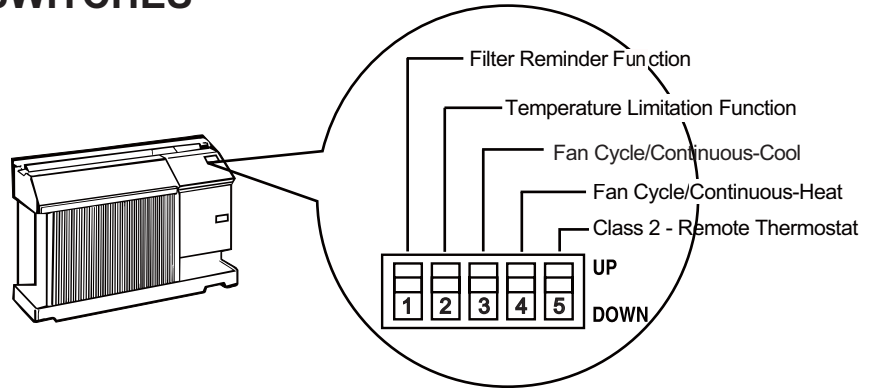 SWITCHES
Filter Reminder Function
Temperature Limitation Function
Fan Cycle/Continuous-Cool
Fan Cycle/Continuous-Heat
Class 2 - Remote Thermostat
UP
1 2 3 4 5
DOWN